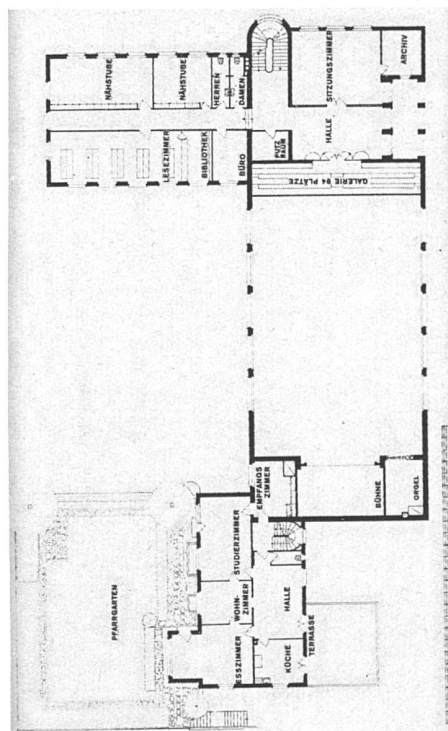 NÄHSTUBE
NÄHSTUBE
HERREN
DAMEN
SITZUNGSZIMMER
ARCHIV
LESEZIMMER
BIBLIOTHEK
BÜRO
PUTZ
RAUM
HALLE
GALERIE 84 PLÄTZE
EMPFANGS
ZIMMER
BÜHNE
ORGEL
PFARRGARTEN
STUDIERZIMMER
WOHN-
ZIMMER
ESSZIMMER
HALLE
KÜCHE
TERRASSE